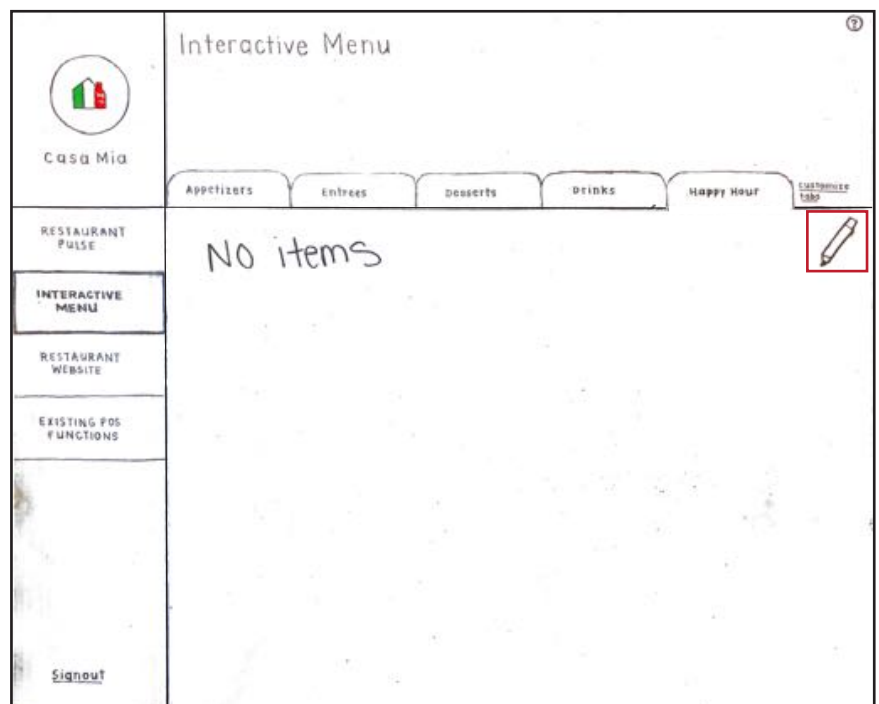 ?
Interactive Menu
Casa Mia
Appetizers
Entrees
Desserts
Drinks
Happy Hour
customize
tabs
RESTAURANT
PULSE
INTERACTIVE
MENU
RESTAURANT
WEBSITE
EXISTING POS
FUNCTIONS
Signout
No items